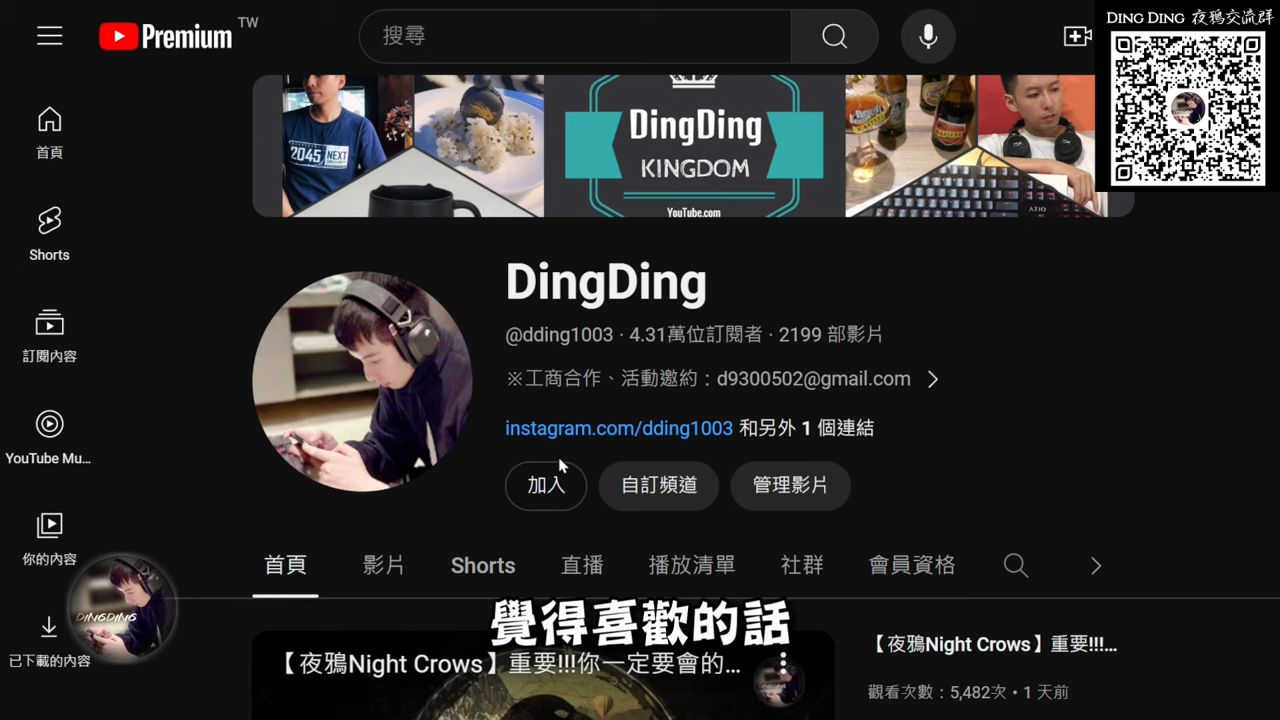 Premium
TW
搜尋
DING DING 夜鴉交流群
首頁
Shorts
訂閱內容
YouTube Mu...
你的內容
已下載的內容
2045 NEXT
DingDing
KINGDOM
YouTube.com
AZIO
DingDing
@dding1003 · 4.31萬位訂閱者 · 2199 部影片
※工商合作、活動邀約：d9300502@gmail.com
instagram.com/dding1003 和另外 1 個連結
加入
自訂頻道
管理影片
首頁
影片
Shorts
直播
播放清單
社群
會員資格
DINGDING
覺得喜歡的話
【夜鴉Night Crows】重要!!!你一定要會的...
【夜鴉Night Crows】重要!!!...
觀看次數：5,482次 • 1 天前